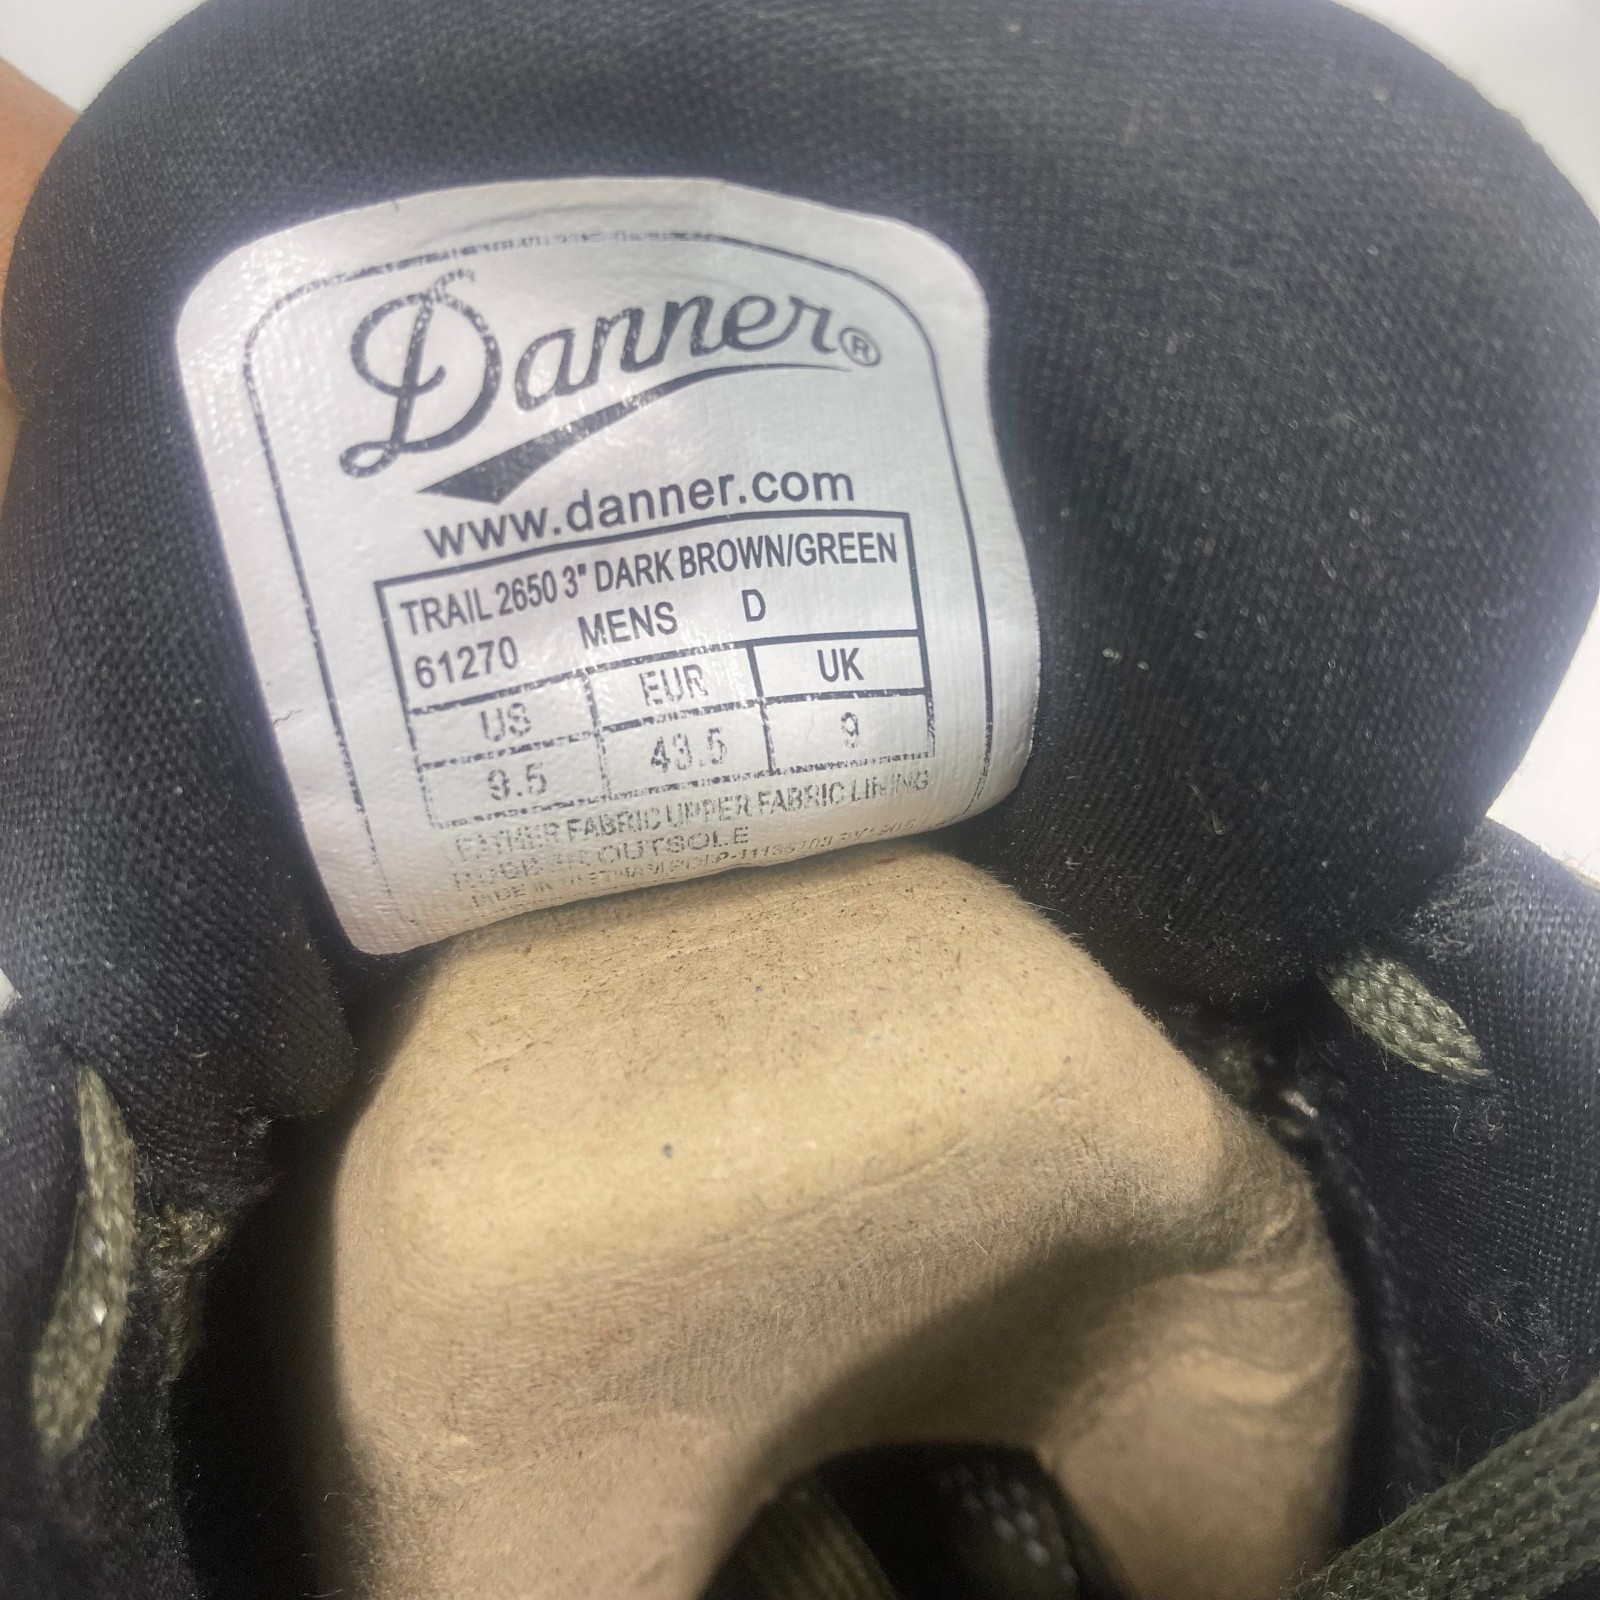 Danner®
www.danner.com
TRAIL 2650 3" DARK BROWN/GREEN
61270 MENS D
US EUR UK
9.5 43.5 9
FABRIC UPPER FABRIC LINING
OUTSOLE